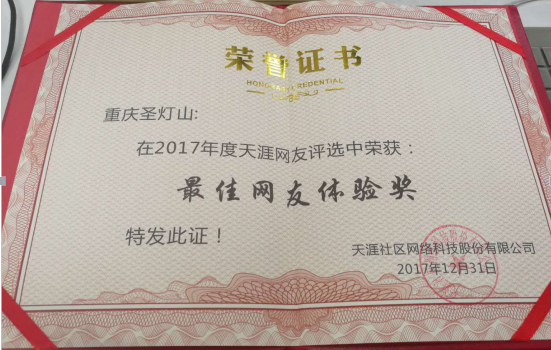 荣誉证书
HONORARY CREDENTIAL
重庆圣灯山:
在2017年度天涯网友评选中荣获：
最佳网友体验奖
特发此证！
天涯社区网络科技股份有限公司
2017年12月31日